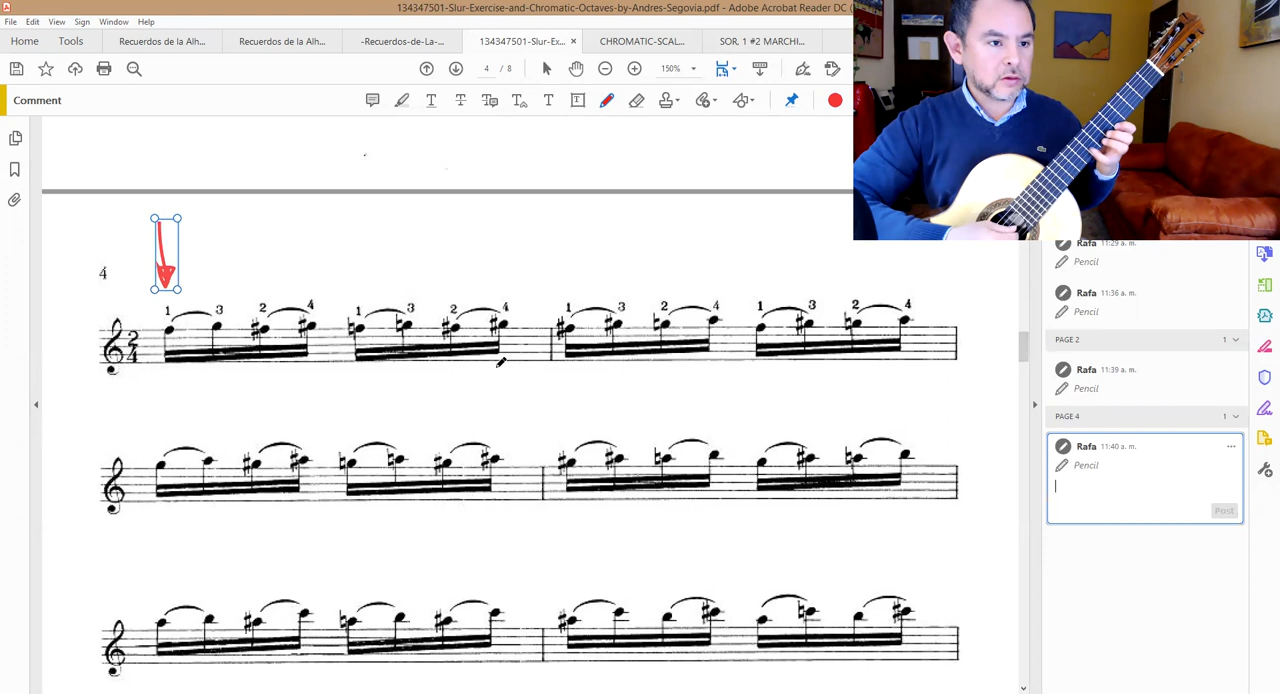 134347501-Slur-Exercise-and-Chromatic-Octaves-by-Andres-Segovia.pdf - Adobe Acrobat Reader DC (
File Edit View Sign Window Help
Home Tools Recuerdos de la Alh... Recuerdos de la Alh... -Recuerdos-de-La-... 134347501-Slur-Ex... × CHROMATIC-SCAL... SOR, 1 #2 MARCHI...
4 / 8 150%
Comment
Rafa 11:29 a. m.
Pencil
4
Rafa 11:36 a. m.
Pencil
1 3 2 4 1 3 2 4 1 3 2 4 1 3 2 4
2
4
PAGE 2 1
Rafa 11:39 a. m.
Pencil
PAGE 4 1
Rafa 11:40 a. m.
Pencil
Post